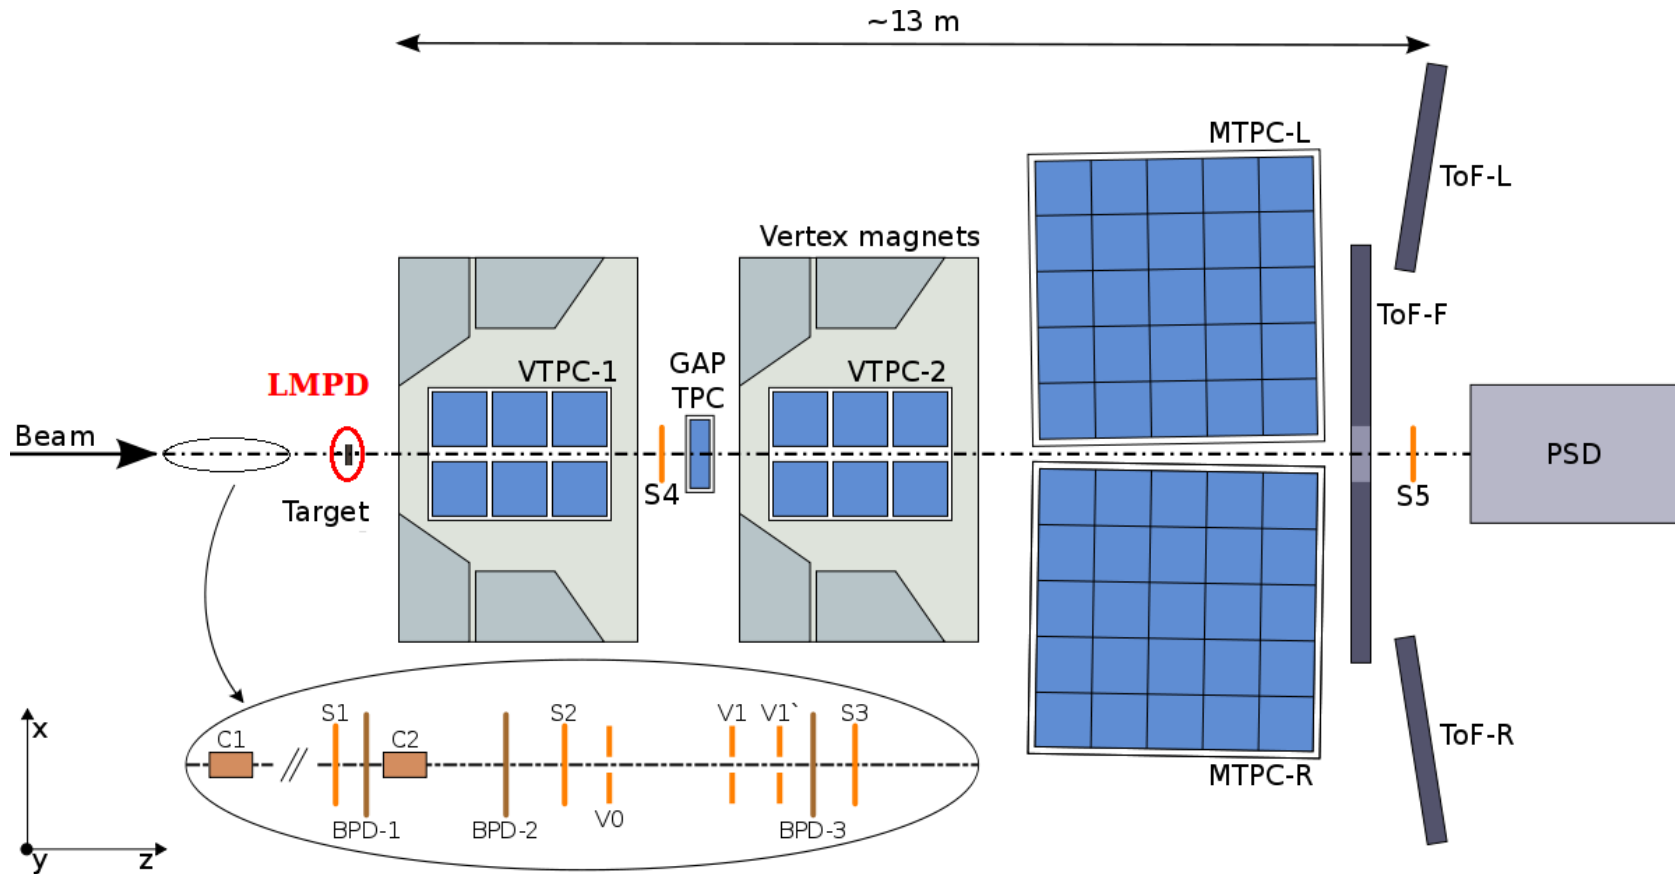 ~13 m
MTPC-L
ToF-L
Vertex magnets
ToF-F
VTPC-1
GAP
TPC
VTPC-2
LMPD
Beam
PSD
S4
S5
Target
S1
S2
V1
V1`
S3
x
C1
C2
ToF-R
MTPC-R
V0
BPD-1
BPD-2
BPD-3
y
z